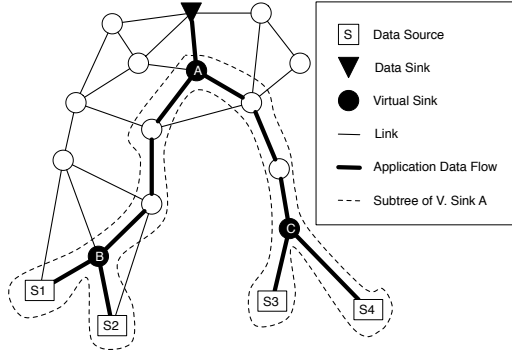 S Data Source
Data Sink
A
Virtual Sink
Link
Application Data Flow
Subtree of V. Sink A
C
B
S1
S3
S4
S2